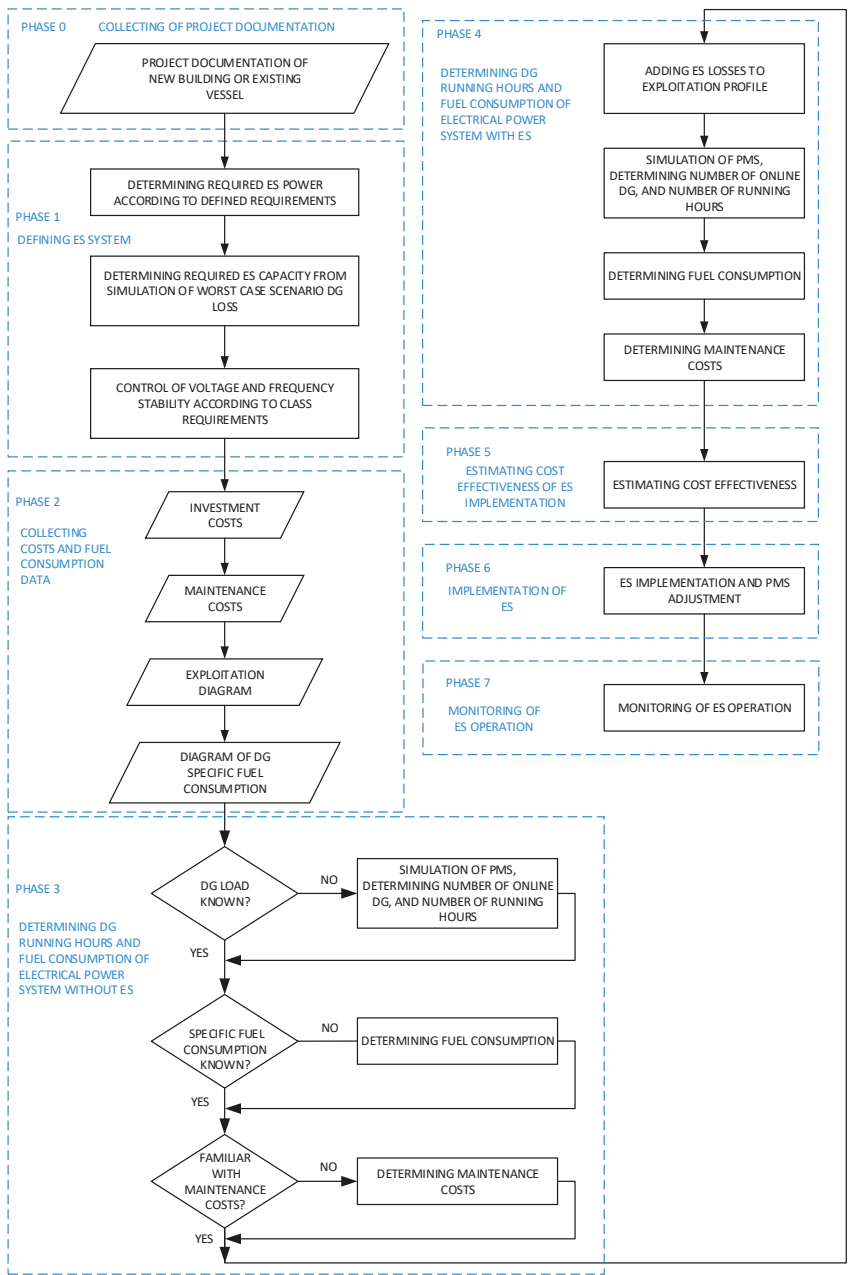 PHASE 0
COLLECTING OF PROJECT DOCUMENTATION
PROJECT DOCUMENTATION OF
NEW BUILDING OR EXISTING
VESSEL
PHASE 1
DEFINING ES SYSTEM
DETERMINING REQUIRED ES POWER
ACCORDING TO DEFINED REQUIREMENTS
DETERMINING REQUIRED ES CAPACITY FROM
SIMULATION OF WORST CASE SCENARIO DG
LOSS
CONTROL OF VOLTAGE AND FREQUENCY
STABILITY ACCORDING TO CLASS
REQUIREMENTS
PHASE 2
COLLECTING
COSTS AND FUEL
CONSUMPTION
DATA
INVESTMENT
COSTS
MAINTENANCE
COSTS
EXPLOITATION
DIAGRAM
DIAGRAM OF DG
SPECIFIC FUEL
CONSUMPTION
PHASE 3
DETERMINING DG
RUNNING HOURS AND
FUEL CONSUMPTION OF
ELECTRICAL POWER
SYSTEM WITHOUT ES
DG LOAD
KNOWN?
NO
SIMULATION OF PMS,
DETERMINING NUMBER OF ONLINE
DG, AND NUMBER OF RUNNING
HOURS
YES
SPECIFIC FUEL
CONSUMPTION
KNOWN?
NO
DETERMINING FUEL CONSUMPTION
YES
FAMILIAR
WITH
MAINTENANCE
COSTS?
NO
DETERMINING MAINTENANCE
COSTS
YES
PHASE 4
DETERMINING DG
RUNNING HOURS AND
FUEL CONSUMPTION OF
ELECTRICAL POWER
SYSTEM WITH ES
ADDING ES LOSSES TO
EXPLOITATION PROFILE
SIMULATION OF PMS,
DETERMINING NUMBER OF ONLINE
DG, AND NUMBER OF RUNNING
HOURS
DETERMINING FUEL CONSUMPTION
DETERMINING MAINTENANCE
COSTS
PHASE 5
ESTIMATING COST
EFFECTIVENESS OF ES
IMPLEMENTATION
ESTIMATING COST EFFECTIVENESS
PHASE 6
IMPLEMENTATION OF
ES
ES IMPLEMENTATION AND PMS
ADJUSTMENT
PHASE 7
MONITORING OF
ES OPERATION
MONITORING OF ES OPERATION